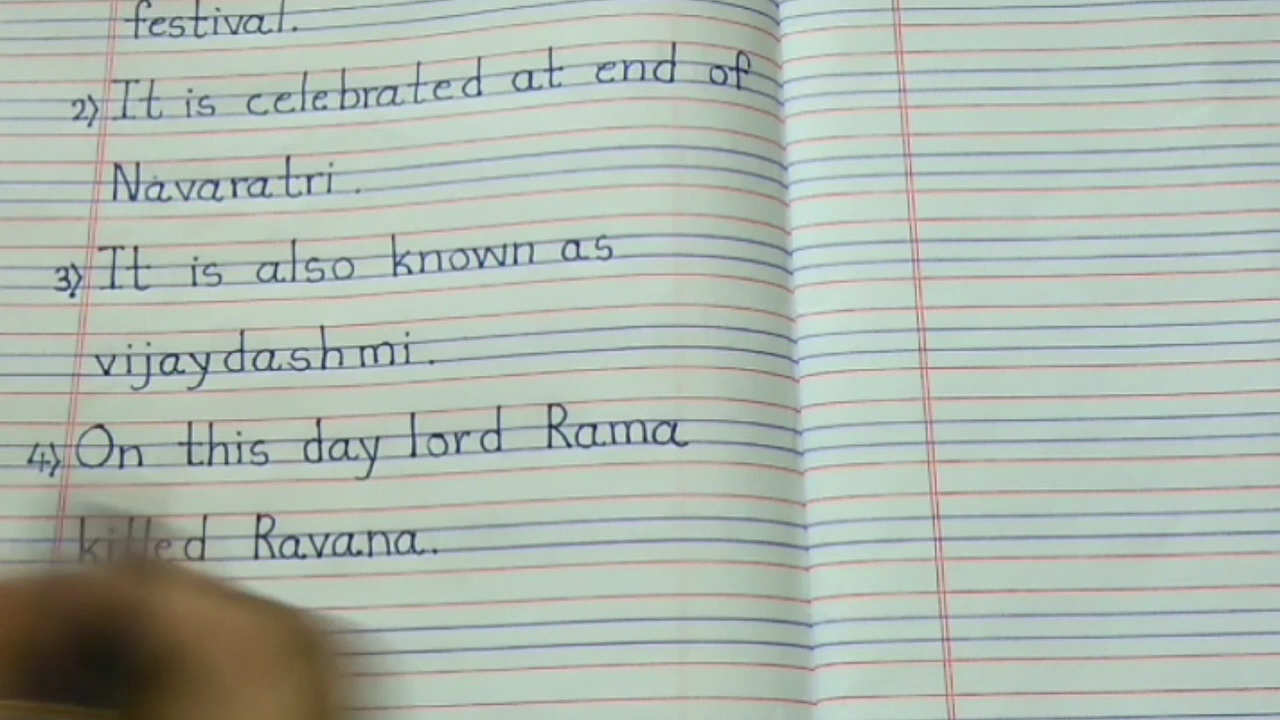 festival.
2) It is celebrated at end of
Navaratri.
3) It is also known as
vijaydashmi.
4) On this day lord Rama
killed Ravana.